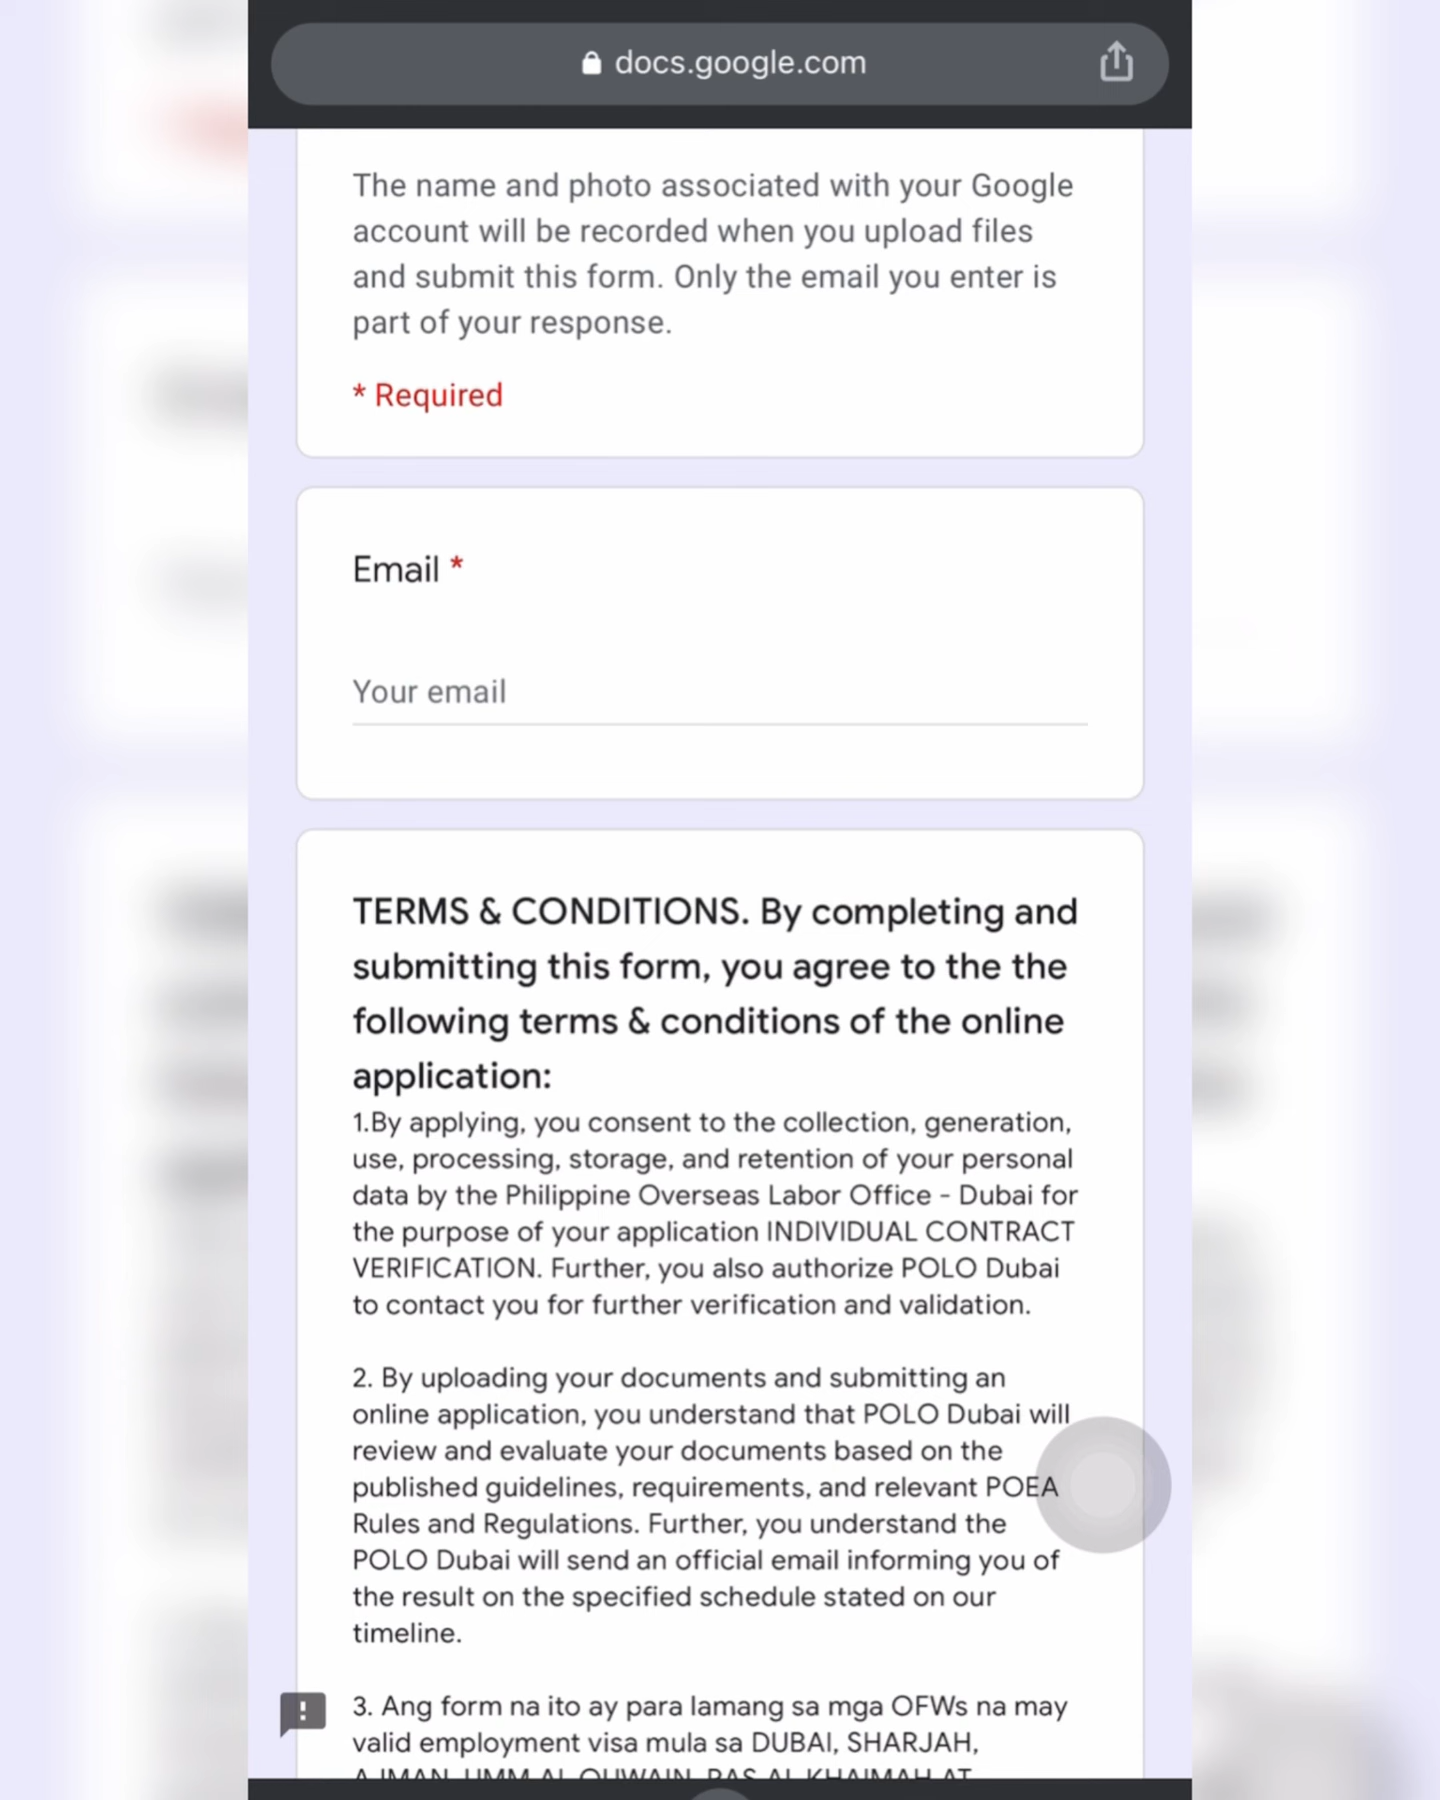 docs.google.com
The name and photo associated with your Google
account will be recorded when you upload files
and submit this form. Only the email you enter is
part of your response.
* Required
Email *
Your email
TERMS & CONDITIONS. By completing and
submitting this form, you agree to the the
following terms & conditions of the online
application:
1.By applying, you consent to the collection, generation,
use, processing, storage, and retention of your personal
data by the Philippine Overseas Labor Office - Dubai for
the purpose of your application INDIVIDUAL CONTRACT
VERIFICATION. Further, you also authorize POLO Dubai
to contact you for further verification and validation.
2. By uploading your documents and submitting an
online application, you understand that POLO Dubai will
review and evaluate your documents based on the
published guidelines, requirements, and relevant POEA
Rules and Regulations. Further, you understand the
POLO Dubai will send an official email informing you of
the result on the specified schedule stated on our
timeline.
3. Ang form na ito ay para lamang sa mga OFWs na may
valid employment visa mula sa DUBAI, SHARJAH,
AJMAN, UMM AL QUWAIN, RAS AL KHAIMAH AT